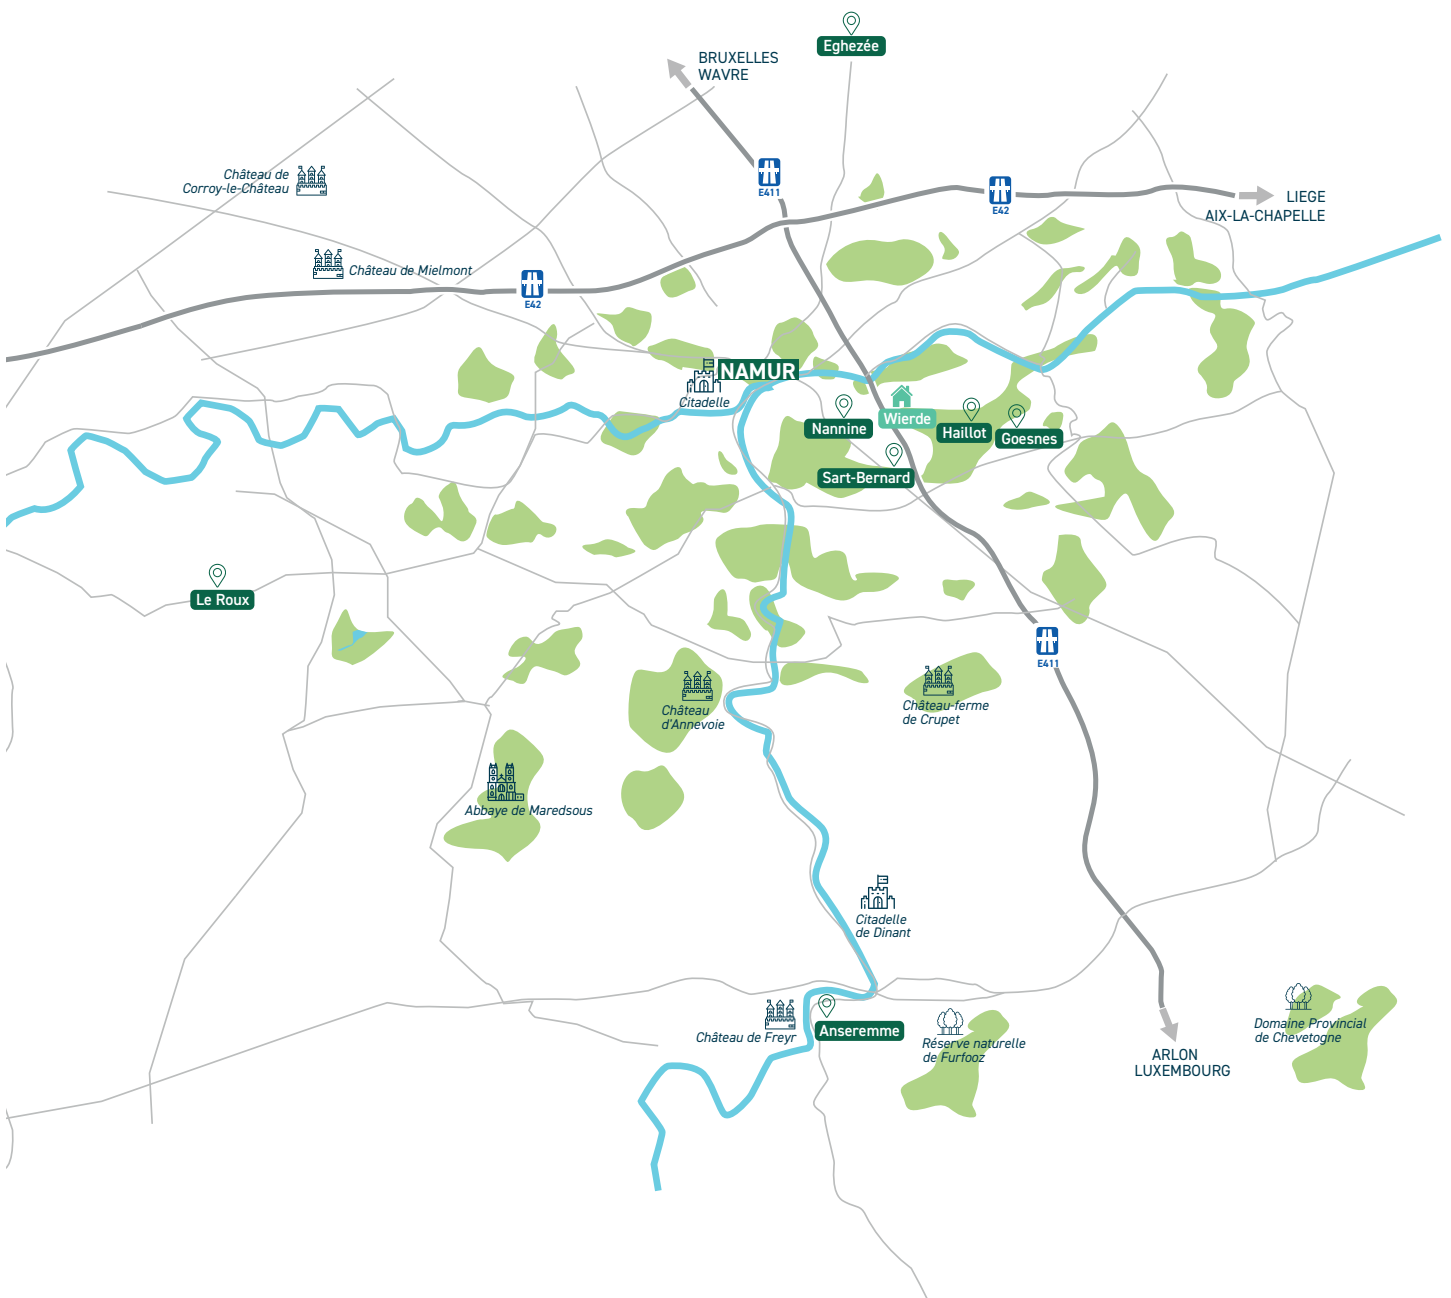 Eghezée
BRUXELLES
WAVRE
E411
Château de
Corroy-le-Château
E42
LIEGE
AIX-LA-CHAPELLE
Château de Mielmont
E42
NAMUR
Citadelle
Nannine
Wierde
Haillot
Goesnes
Sart-Bernard
Le Roux
E411
Château
d'Annevoie
Château-ferme
de Crupet
Abbaye de Maredsous
Citadelle
de Dinant
Château de Freyr
Anseremme
Réserve naturelle
de Furfooz
Domaine Provincial
de Chevetogne
ARLON
LUXEMBOURG